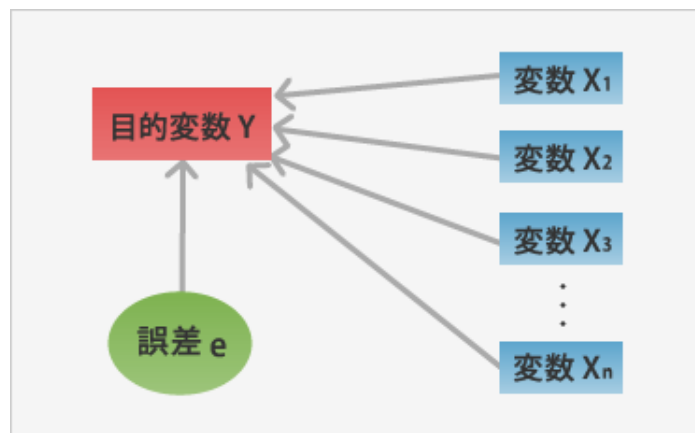 目的変数 Y
変数 X₁
変数 X₂
変数 X₃
変数 Xₙ
誤差 e